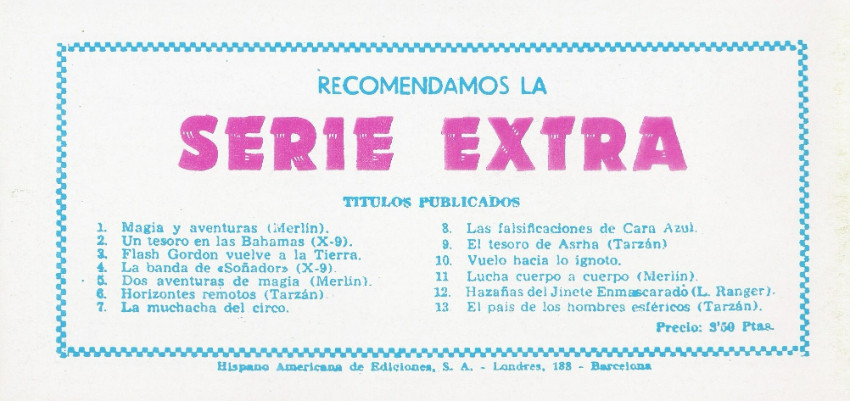 RECOMENDAMOS LA
SERIE EXTRA
TITULOS PUBLICADOS
1. Magia y aventuras (Merlín).
2. Un tesoro en las Bahamas (X-9).
3. Flash Gordon vuelve a la Tierra.
4. La banda de «Soñador» (X-9).
5. Dos aventuras de magia (Merlín).
6. Horizontes remotos (Tarzán)
7. La muchacha del circo.
8. Las falsificaciones de Cara Azul.
9. El tesoro de Asrha (Tarzán)
10. Vuelo hacia lo ignoto.
11. Lucha cuerpo a cuerpo (Merlín).
12. Hazañas del Jinete Enmascarado (L. Ranger).
13. El país de los hombres esféricos (Tarzán).
Precio: 3'50 Ptas.
Hispano Americana de Ediciones, S. A. - Londres, 188 - Barcelona